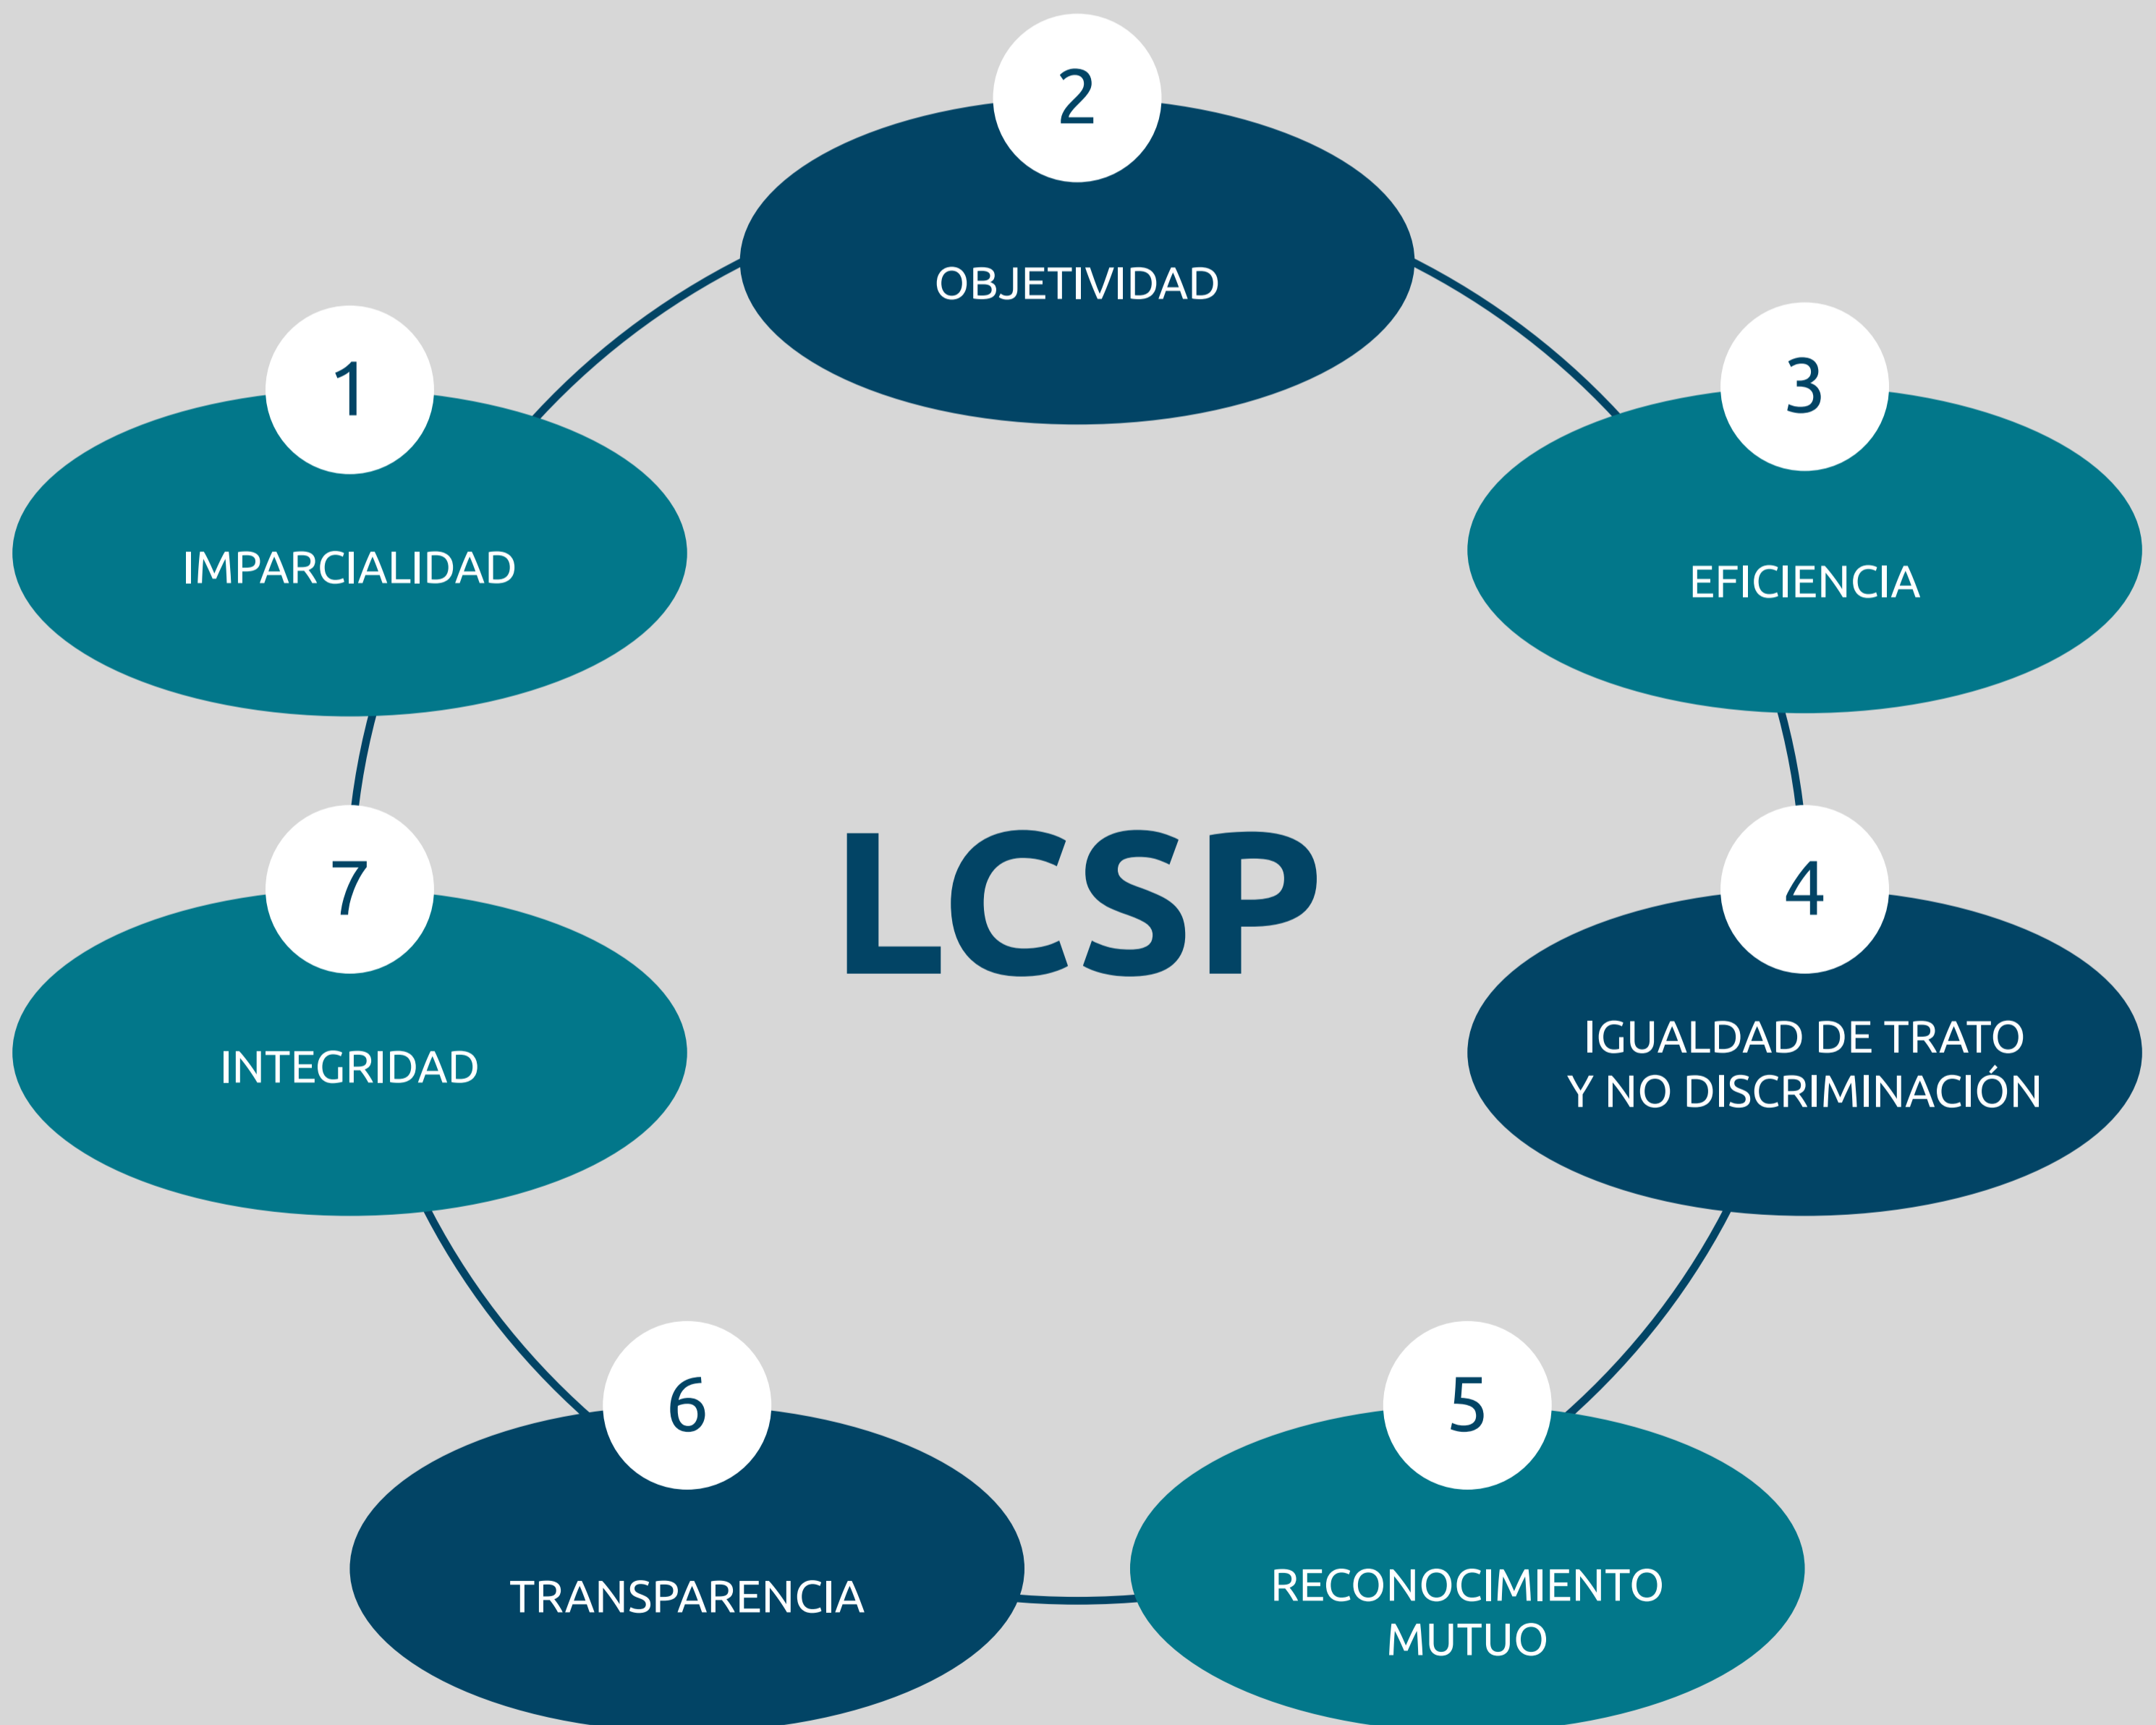 1
IMPARCIALIDAD
2
OBJETIVIDAD
3
EFICIENCIA
4
IGUALDAD DE TRATO
Y NO DISCRIMINACIÓN
5
RECONOCIMIENTO
MUTUO
6
TRANSPARENCIA
7
INTEGRIDAD
LCSP